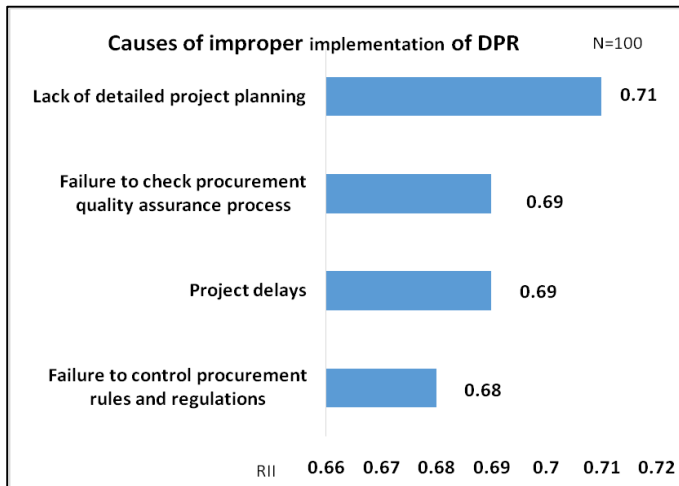 Causes of improper implementation of DPR N=100
Lack of detailed project planning 0.71
Failure to check procurement
quality assurance process 0.69
Project delays 0.69
Failure to control procurement
rules and regulations 0.68
RII 0.66 0.67 0.68 0.69 0.7 0.71 0.72